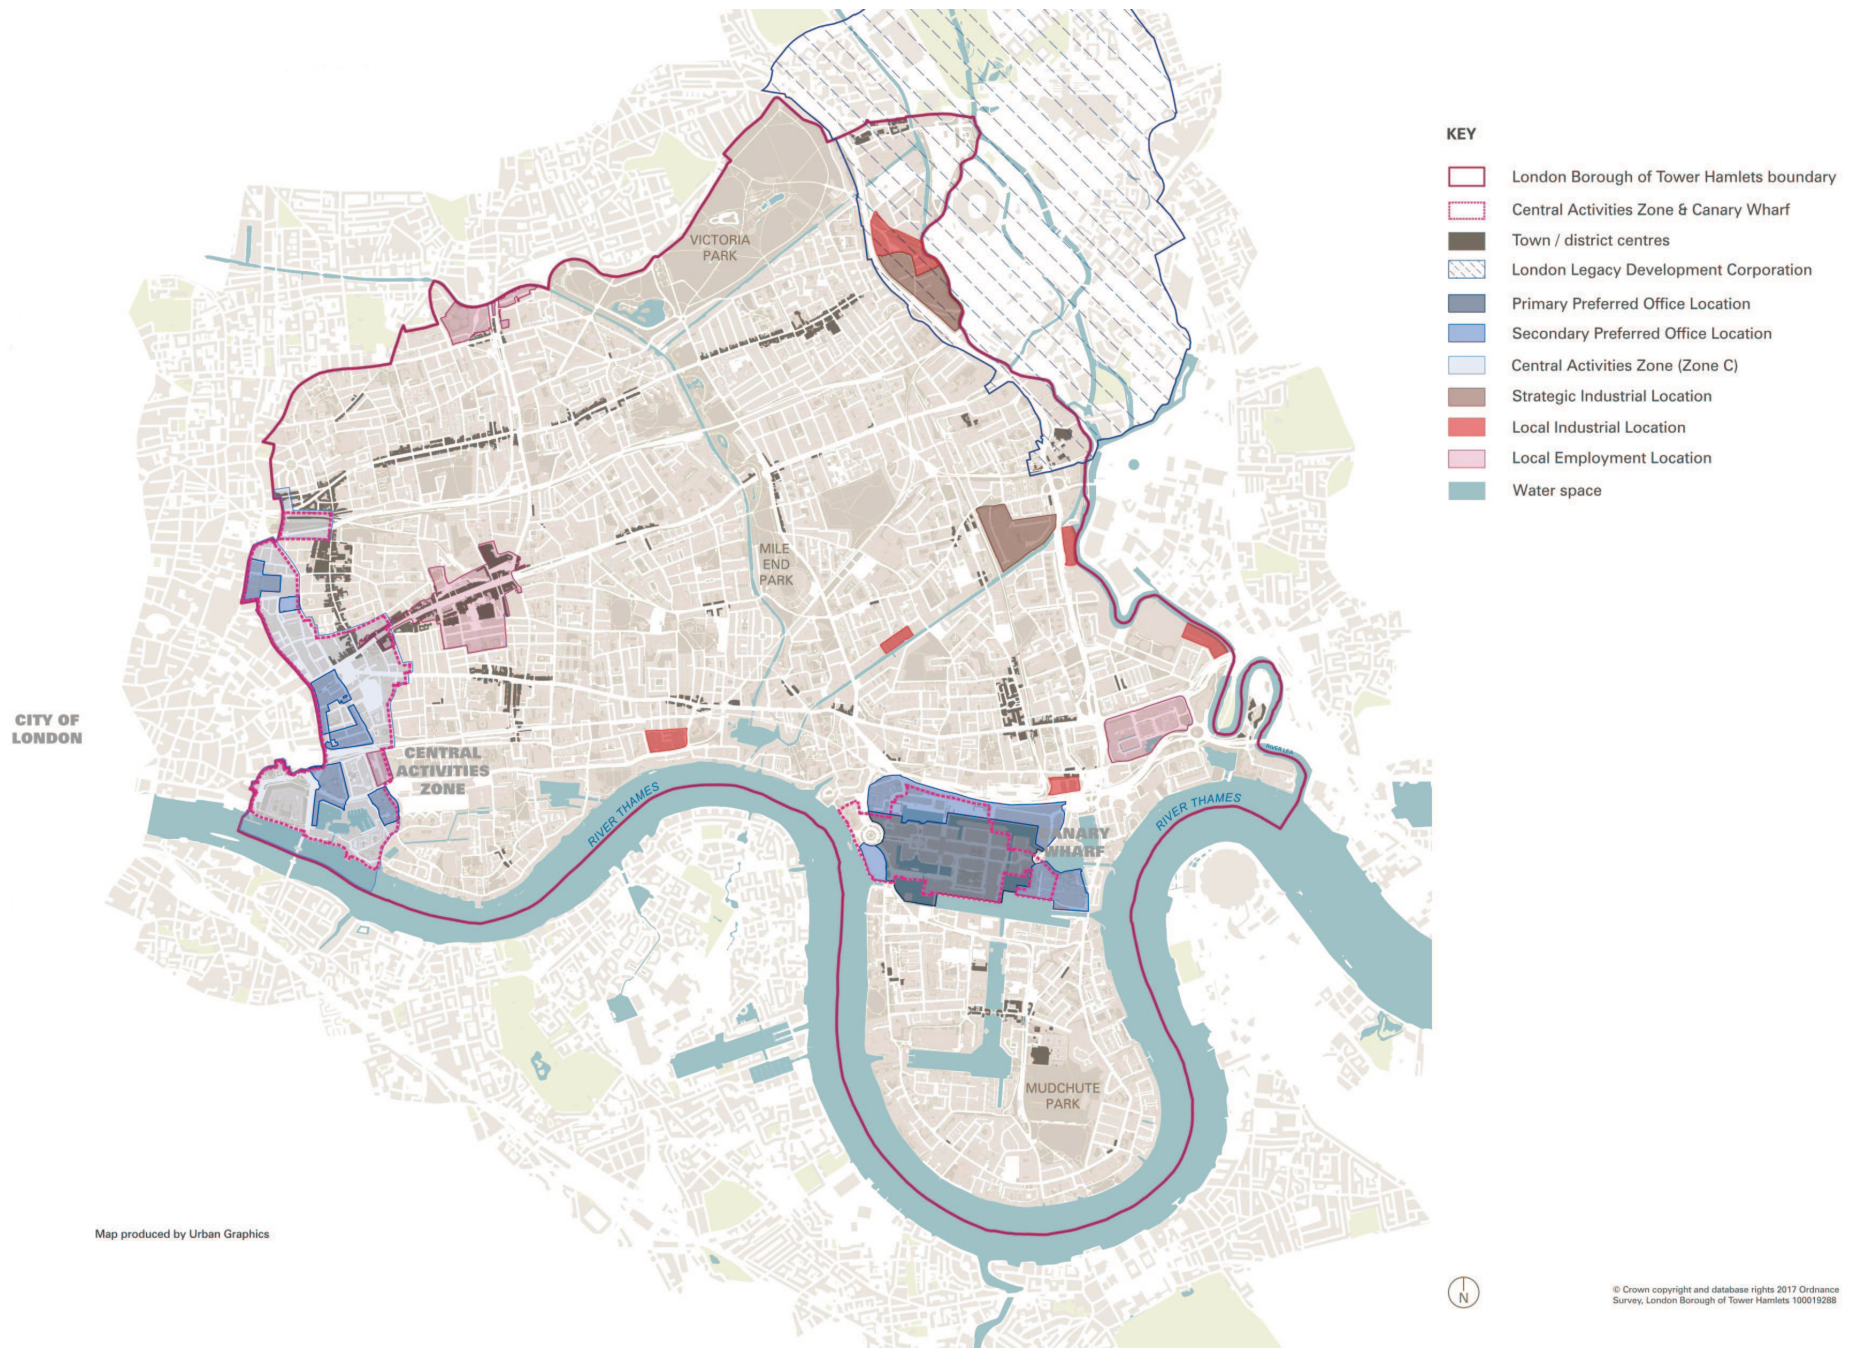 KEY
London Borough of Tower Hamlets boundary
Central Activities Zone & Canary Wharf
Town / district centres
London Legacy Development Corporation
Primary Preferred Office Location
Secondary Preferred Office Location
Central Activities Zone (Zone C)
Strategic Industrial Location
Local Industrial Location
Local Employment Location
Water space
VICTORIA
PARK
MILE
END
PARK
CITY OF
LONDON
CENTRAL
ACTIVITIES
ZONE
RIVER THAMES
RIVER LEA
RIVER THAMES
ANARY
WHARF
MUDCHUTE
PARK
Map produced by Urban Graphics
N
© Crown copyright and database rights 2017 Ordnance
Survey, London Borough of Tower Hamlets 100019288